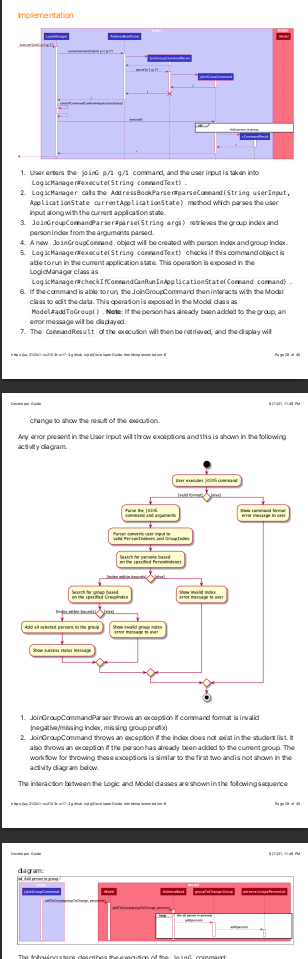 Implementation
Logic
Model
:LogicManager
:AddressBookParser
:JoinGroupCommandParser
:JoinGroupCommand
:Model
execute("joinG p/1 g/1")
parseCommand("joinG p/1 g/1")
parse("p/1 g/1")
execute()
Add person to group
:CommandResult
1. User enters the joinG p/1 g/1 command, and the user input is taken into
LogicManager#execute(String commandText) .
2. LogicManager calls the AddressBookParser#parseCommand(String userInput,
ApplicationState currentApplicationState) method which parses the user
input along with the current application state.
3. JoinGroupCommandParser#parse(String args) retrieves the group index and
person index from the arguments parsed.
4. A new JoinGroupCommand object will be created with person index and group index.
5. LogicManager#execute(String commandText) checks if this command object is
able to run in the current application state. This operation is exposed in the
LogicManager class as
LogicManager#checkIfCommandCanRunInApplicationState(Command command) .
6. If the command is able to run, the JoinGroupCommand then interacts with the Model
class to edit the data. This operation is exposed in the Model class as
Model#addToGroup() . Note: If the person has already been added to the group, an
error message will be displayed.
7. The CommandResult of the execution will then be retrieved, and the display will
Page 28 of 45
Developer Guide
8/11/21, 11:49 PM
change to show the result of the execution.
Any error present in the User Input will throw exceptions and this is shown in the following
activity diagram.
User executes joinG command
[valid format]
[else]
Parse the joinG
command and arguments
Show command format
error message to user
Parser converts user input to
valid PersonIndexes and GroupIndex
Search for persons based
on the specified PersonIndexes
[Index within bounds]
[else]
Search for group based
on the specified GroupIndex
Show invalid index
error message to user
[Index within bounds]
[else]
Add all selected persons to the group
Show invalid group index
error message to user
Show success status message
1. JoinGroupCommandParser throws an exception if command format is invalid
(negative/missing index, missing group prefix)
2. JoinGroupCommand throws an exception if the index does not exist in the student list. It
also throws an exception if the person has already been added to the current group. The
workflow for throwing these exceptions is similar to the first two and is not shown in the
activity diagram below.
The interaction between the Logic and Model classes are shown in the following sequence
Page 29 of 45
Developer Guide
8/11/21, 11:49 PM
diagram:
sd Add person to group
Model
:JoinGroupCommand
:Model
:AddressBook
groupToChange:Group
persons:UniquePersonList
addToGroup(groupToChange, persons)
addToGroup(groupToChange, persons)
loop
[for all person in persons]
add(person)
add(person)
The following steps describes the execution of the joinG command: